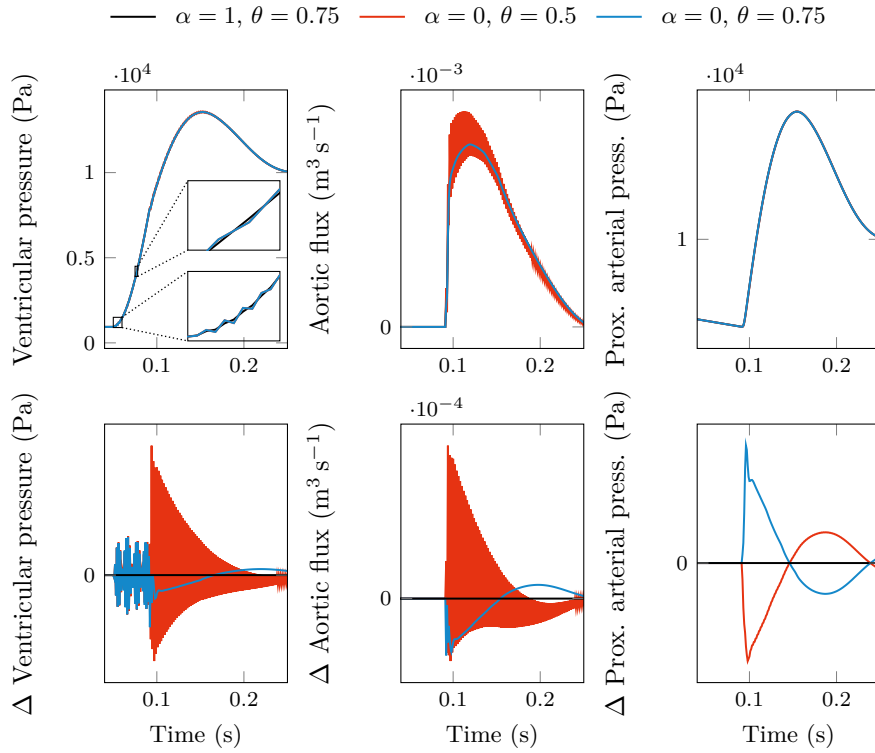 α = 1, θ = 0.75 α = 0, θ = 0.5 α = 0, θ = 0.75
·10⁴ ·10⁻³ ·10⁴
Ventricular pressure (Pa)
1
0.5
0
0.1 0.2
Aortic flux (m³ s⁻¹)
0
0.1 0.2
Prox. arterial press. (Pa)
1
0.1 0.2
·10⁻⁴
Δ Ventricular pressure (Pa)
0
0.1 0.2
Time (s)
Δ Aortic flux (m³ s⁻¹)
0
0.1 0.2
Time (s)
Δ Prox. arterial press. (Pa)
0
0.1 0.2
Time (s)